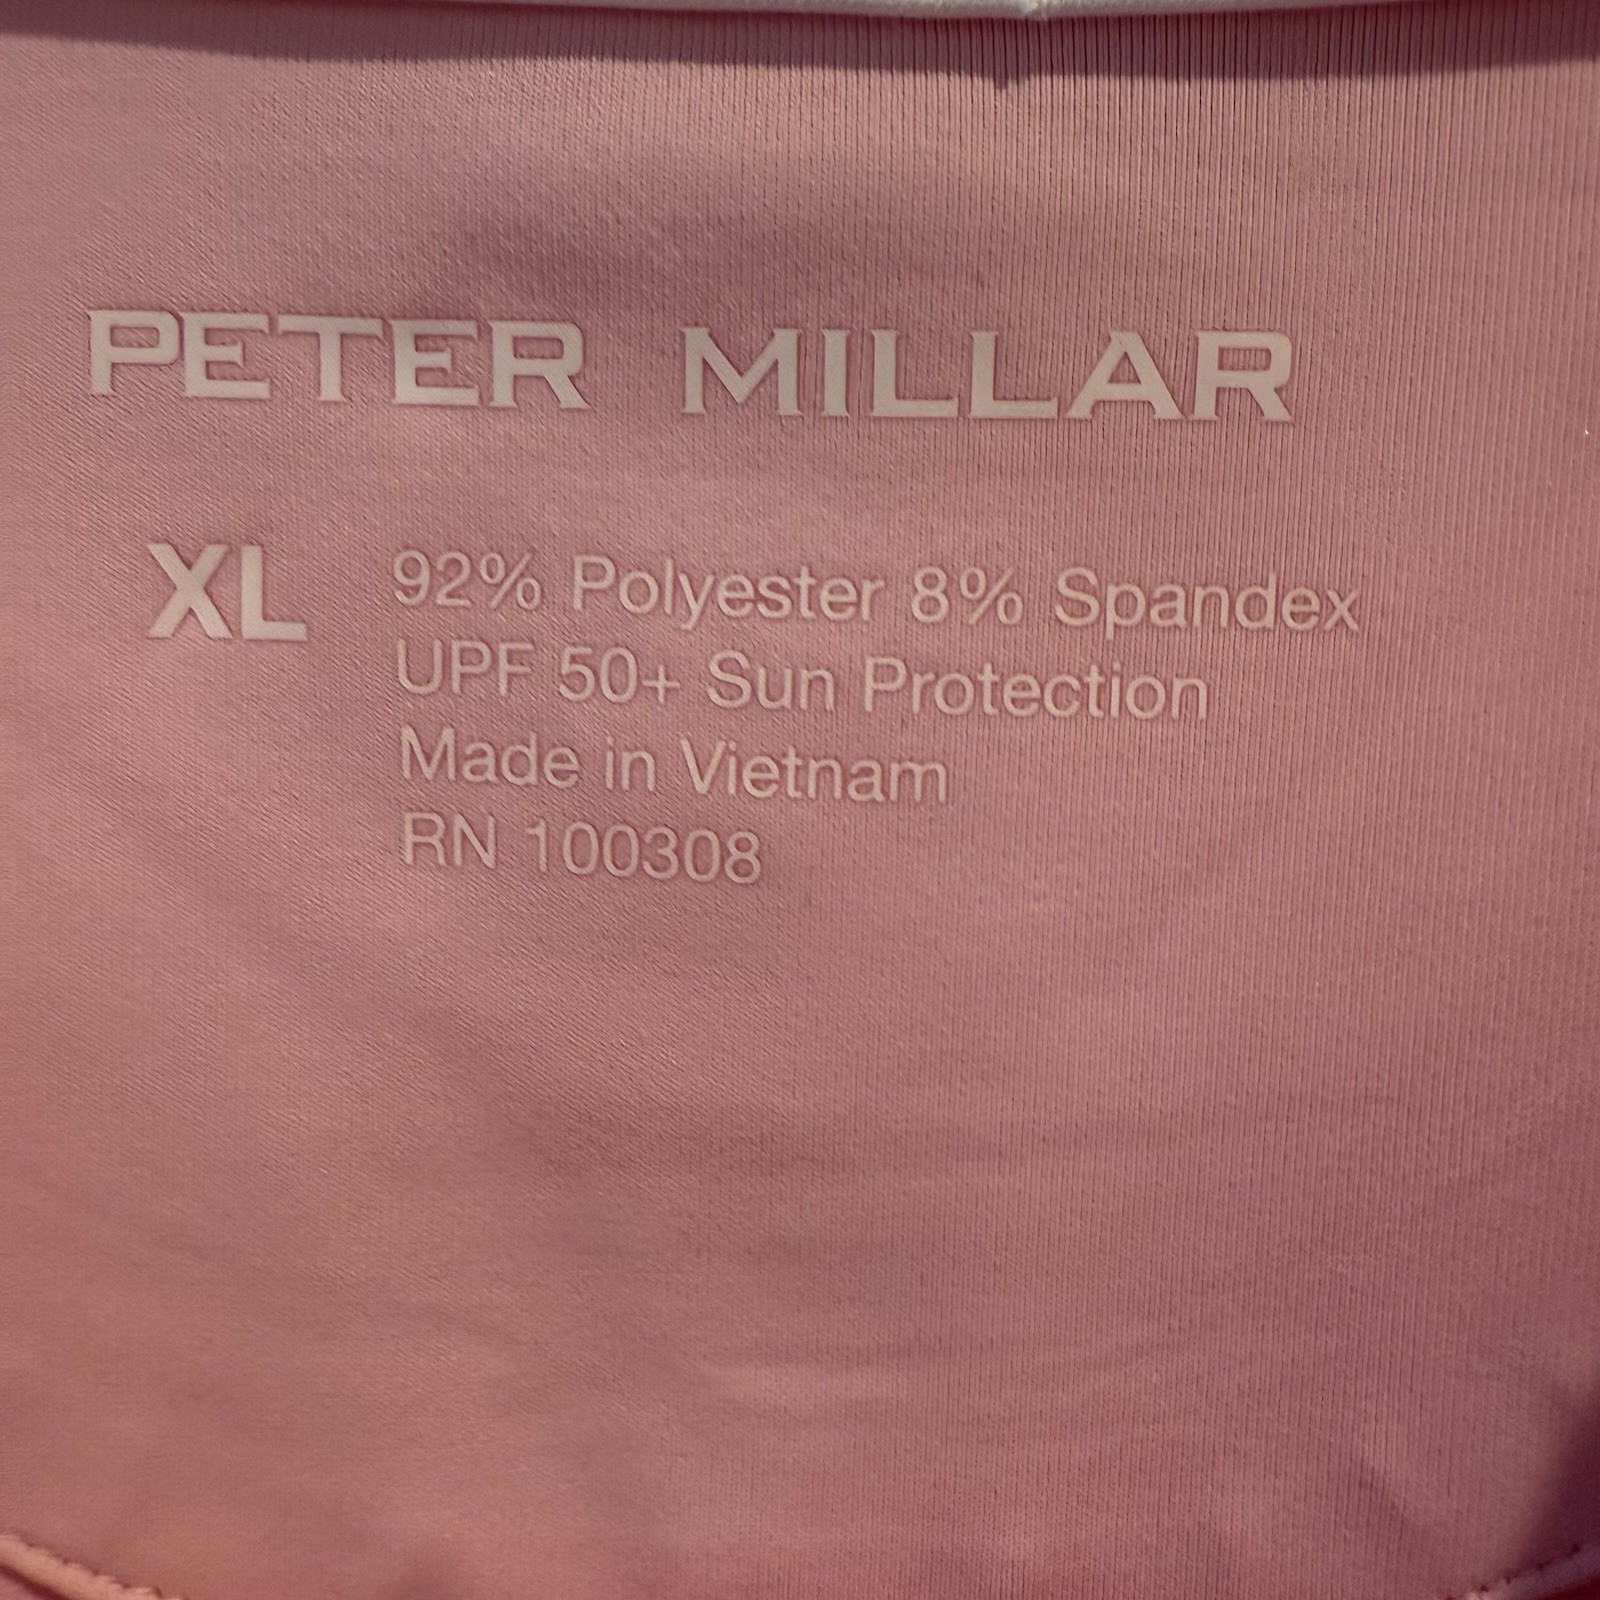 PETER MILLAR
XL
92% Polyester 8% Spandex
UPF 50+ Sun Protection
Made in Vietnam
RN 100308